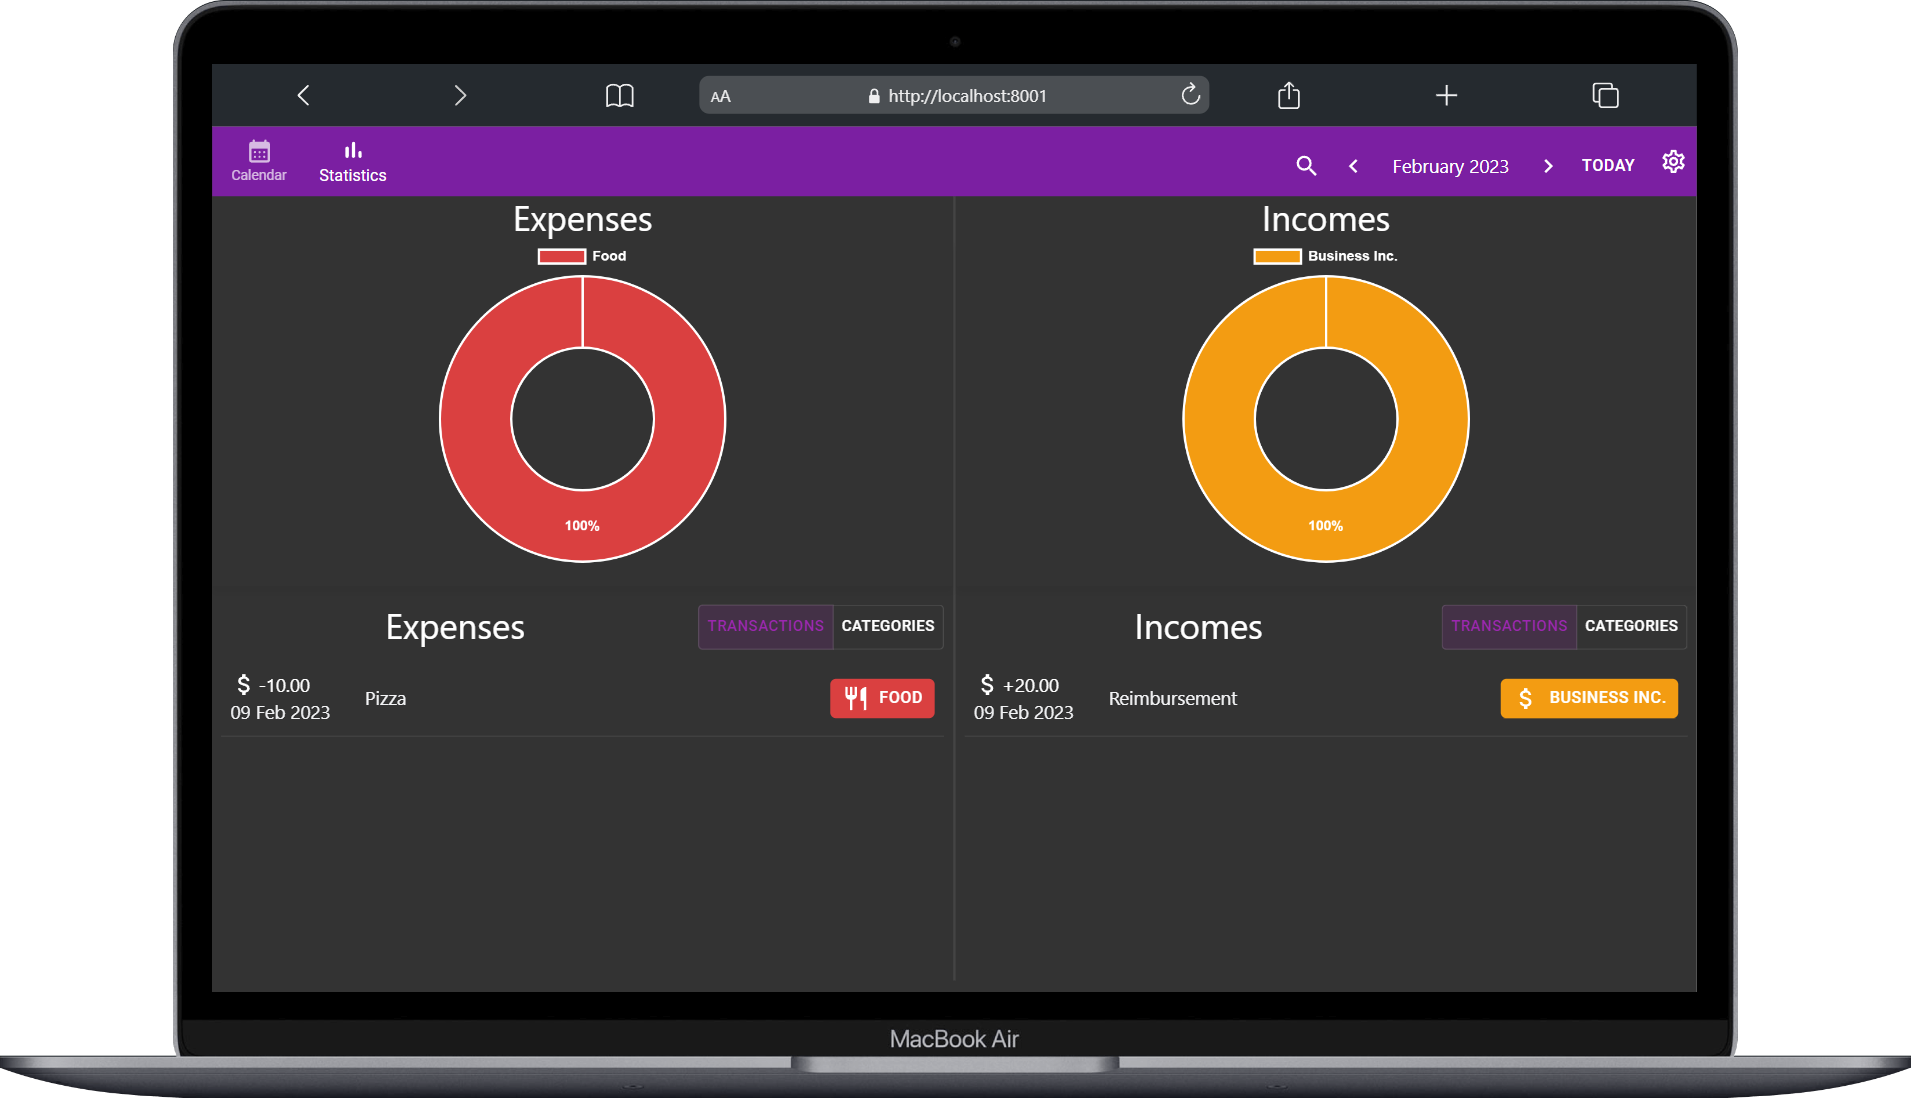 AA http://localhost:8001
Calendar
Statistics
February 2023
TODAY
Expenses
Food
100%
Incomes
Business Inc.
100%
Expenses
TRANSACTIONS
CATEGORIES
$ -10.00
09 Feb 2023
Pizza
FOOD
Incomes
TRANSACTIONS
CATEGORIES
$ +20.00
09 Feb 2023
Reimbursement
$ BUSINESS INC.
MacBook Air